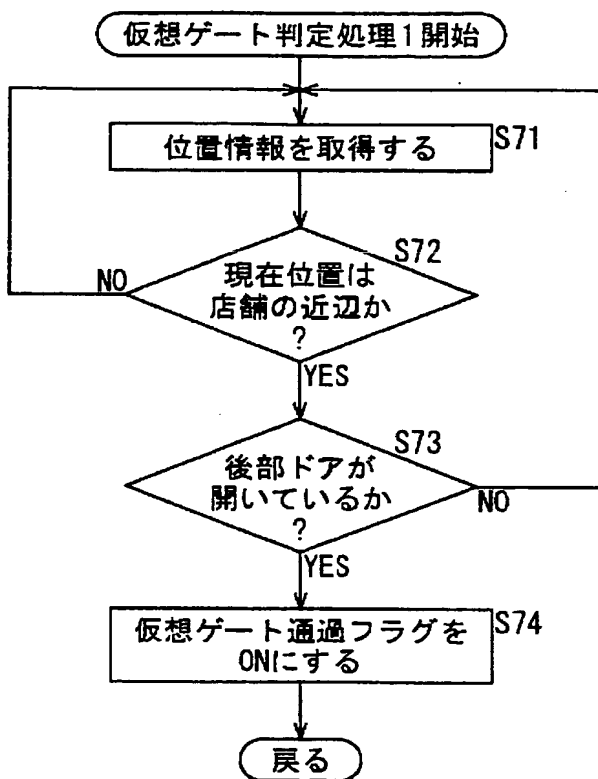 仮想ゲート判定処理1開始
位置情報を取得する
S71
S72
現在位置は
店舗の近辺か
?
NO
YES
S73
後部ドアが
開いているか
?
NO
YES
仮想ゲート通過フラグを
ONにする
S74
戻る